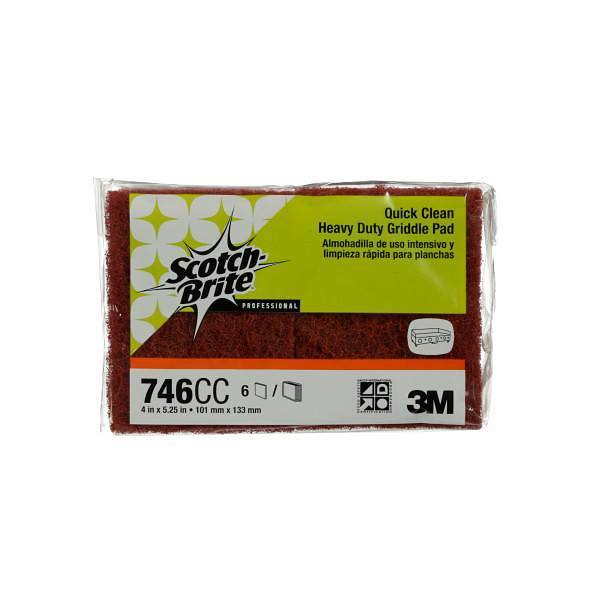 Quick Clean
Heavy Duty Griddle Pad
Almohadilla de uso intensivo y
limpieza rápida para planchas
Scotch-
Brite
PROFESSIONAL
746CC 6 /
4 in x 5.25 in • 101 mm x 133 mm
3M